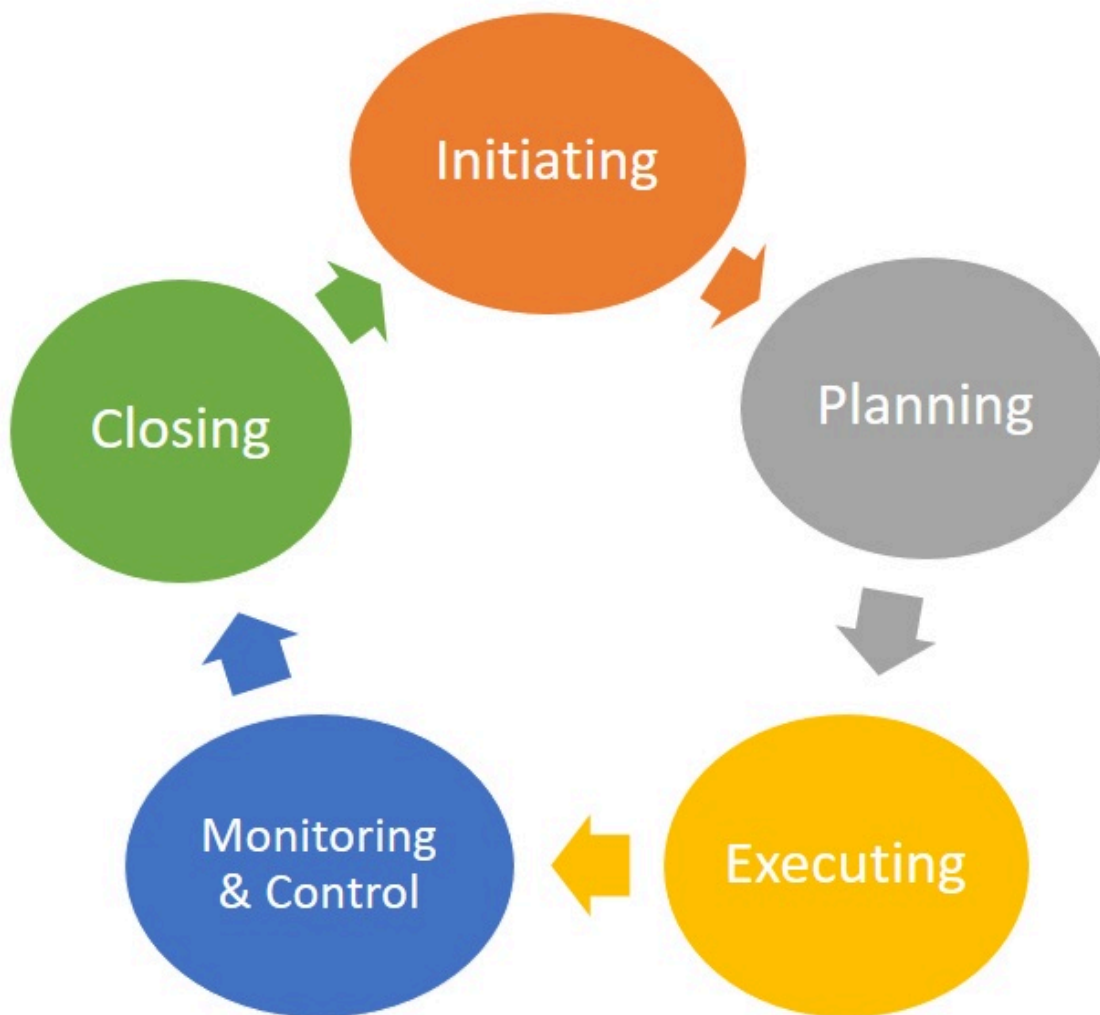 Initiating
Planning
Executing
Monitoring
& Control
Closing